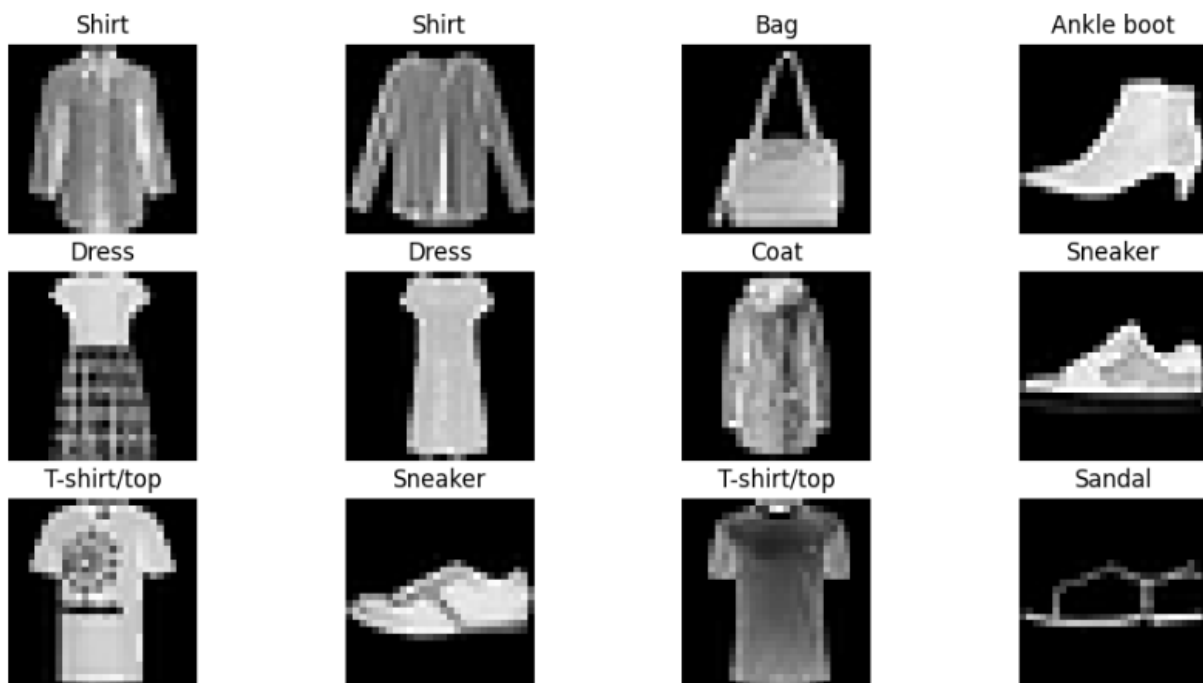 Shirt Shirt Bag Ankle boot
Dress Dress Coat Sneaker
T-shirt/top Sneaker T-shirt/top Sandal